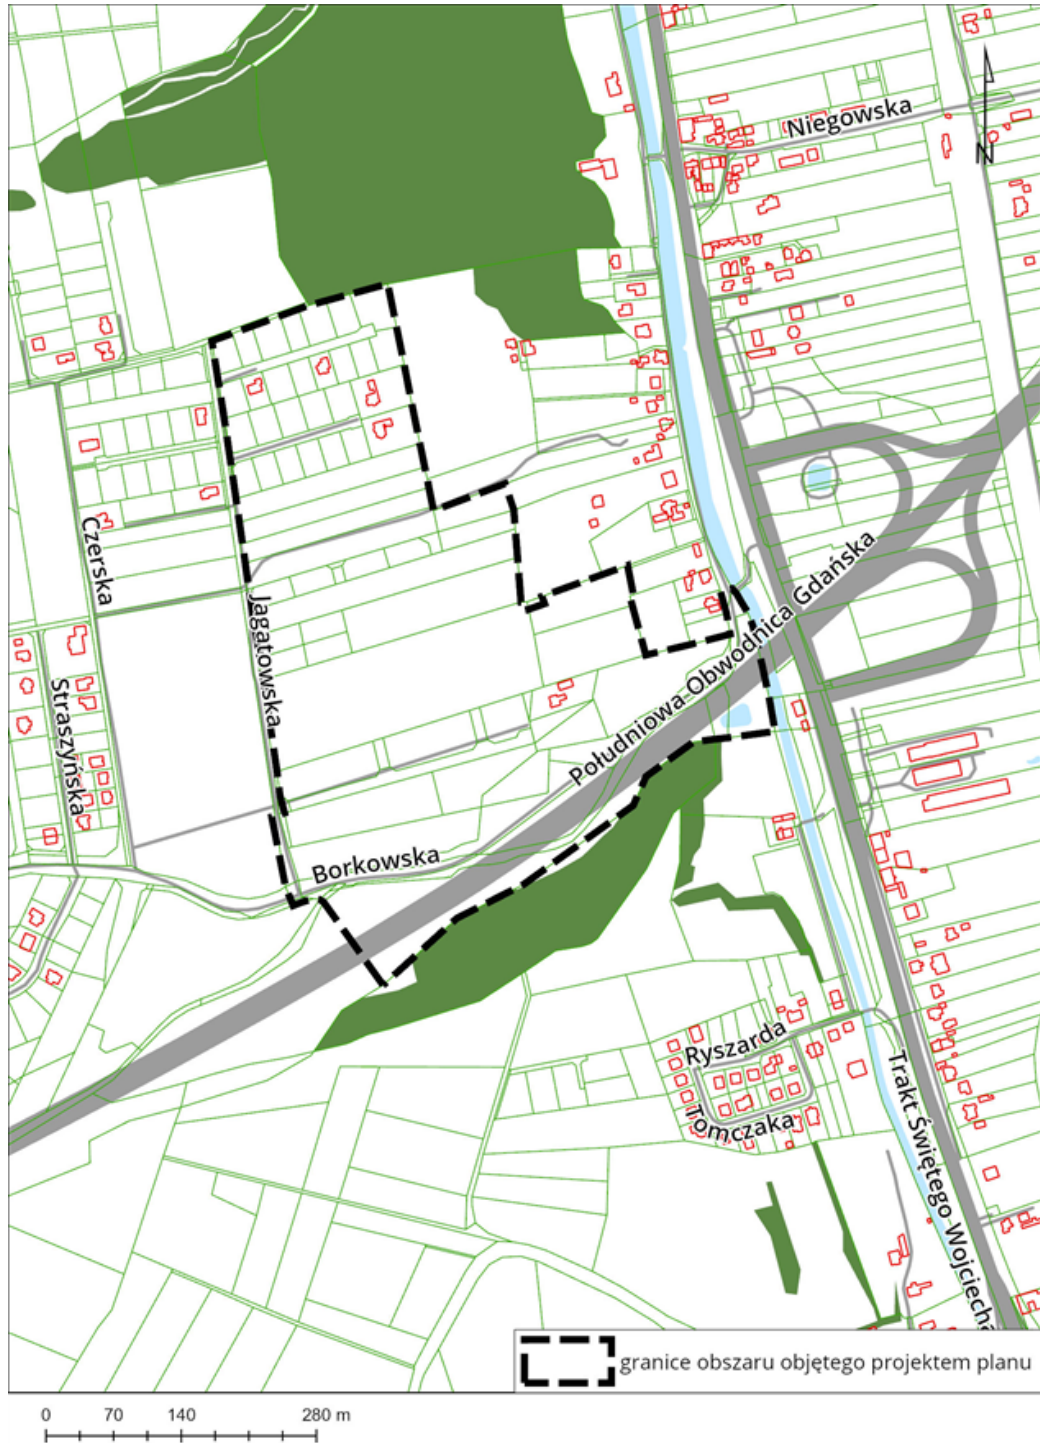 Niegowska
N
Czerska
Jagatowska
Południowa Obwodnica Gdańska
Straszyńska
Borkowska
Ryszarda
Tomczaka
Trakt Świętego Wojciecha
granice obszaru objętego projektem planu
0 70 140 280 m